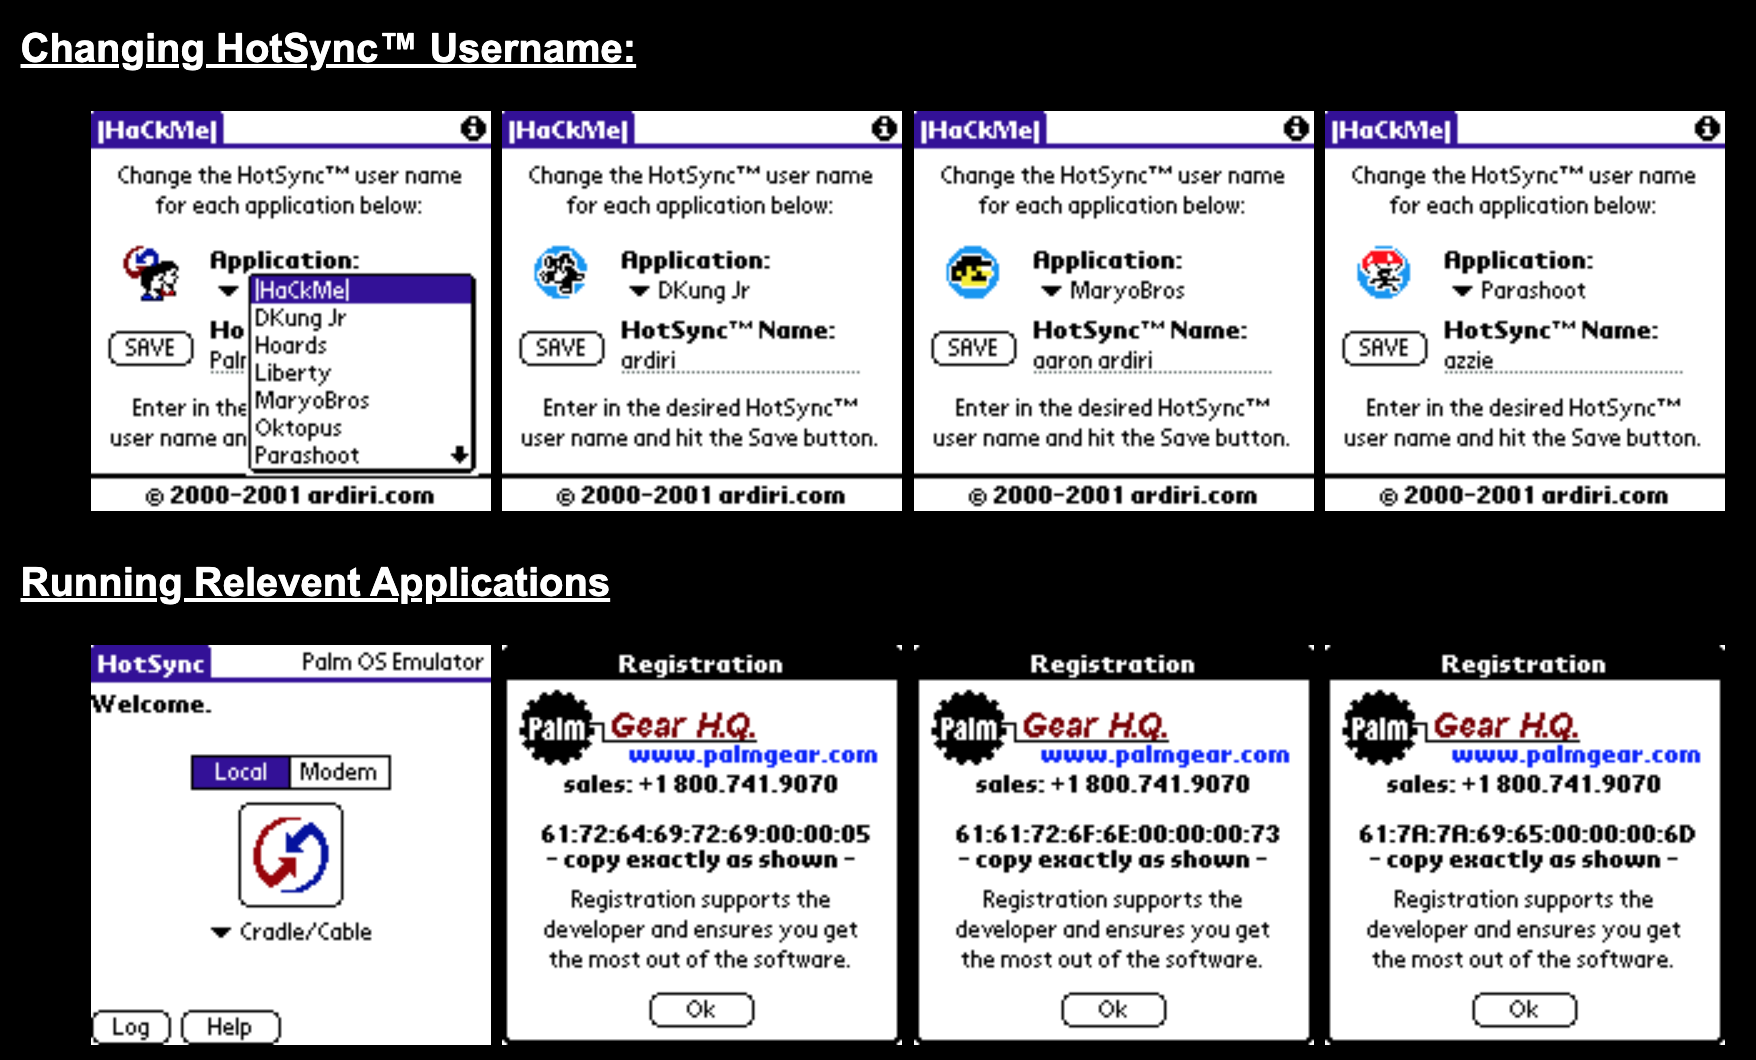 Changing HotSync™ Username:
|HaCkMe|
Change the HotSync™ user name
for each application below:
Application:
|HaCkMe|
DKung Jr
Hoards
Liberty
MaryoBros
Oktopus
Parashoot
SAVE
Ho
Palr
Enter in the
user name an
© 2000-2001 ardiri.com
|HaCkMe|
Change the HotSync™ user name
for each application below:
Application:
DKung Jr
SAVE
HotSync™ Name:
ardiri
Enter in the desired HotSync™
user name and hit the Save button.
© 2000-2001 ardiri.com
|HaCkMe|
Change the HotSync™ user name
for each application below:
Application:
MaryoBros
SAVE
HotSync™ Name:
aaron ardiri
Enter in the desired HotSync™
user name and hit the Save button.
© 2000-2001 ardiri.com
|HaCkMe|
Change the HotSync™ user name
for each application below:
Application:
Parashoot
SAVE
HotSync™ Name:
azzie
Enter in the desired HotSync™
user name and hit the Save button.
© 2000-2001 ardiri.com
Running Relevent Applications
HotSync
Palm OS Emulator
Welcome.
Local Modem
Cradle/Cable
Log Help
Registration
Palm Gear H.Q.
www.palmgear.com
sales: +1 800.741.9070
61:72:64:69:72:69:00:00:05
- copy exactly as shown -
Registration supports the
developer and ensures you get
the most out of the software.
Ok
Registration
Palm Gear H.Q.
www.palmgear.com
sales: +1 800.741.9070
61:61:72:6F:6E:00:00:00:73
- copy exactly as shown -
Registration supports the
developer and ensures you get
the most out of the software.
Ok
Registration
Palm Gear H.Q.
www.palmgear.com
sales: +1 800.741.9070
61:7A:7A:69:65:00:00:00:6D
- copy exactly as shown -
Registration supports the
developer and ensures you get
the most out of the software.
Ok